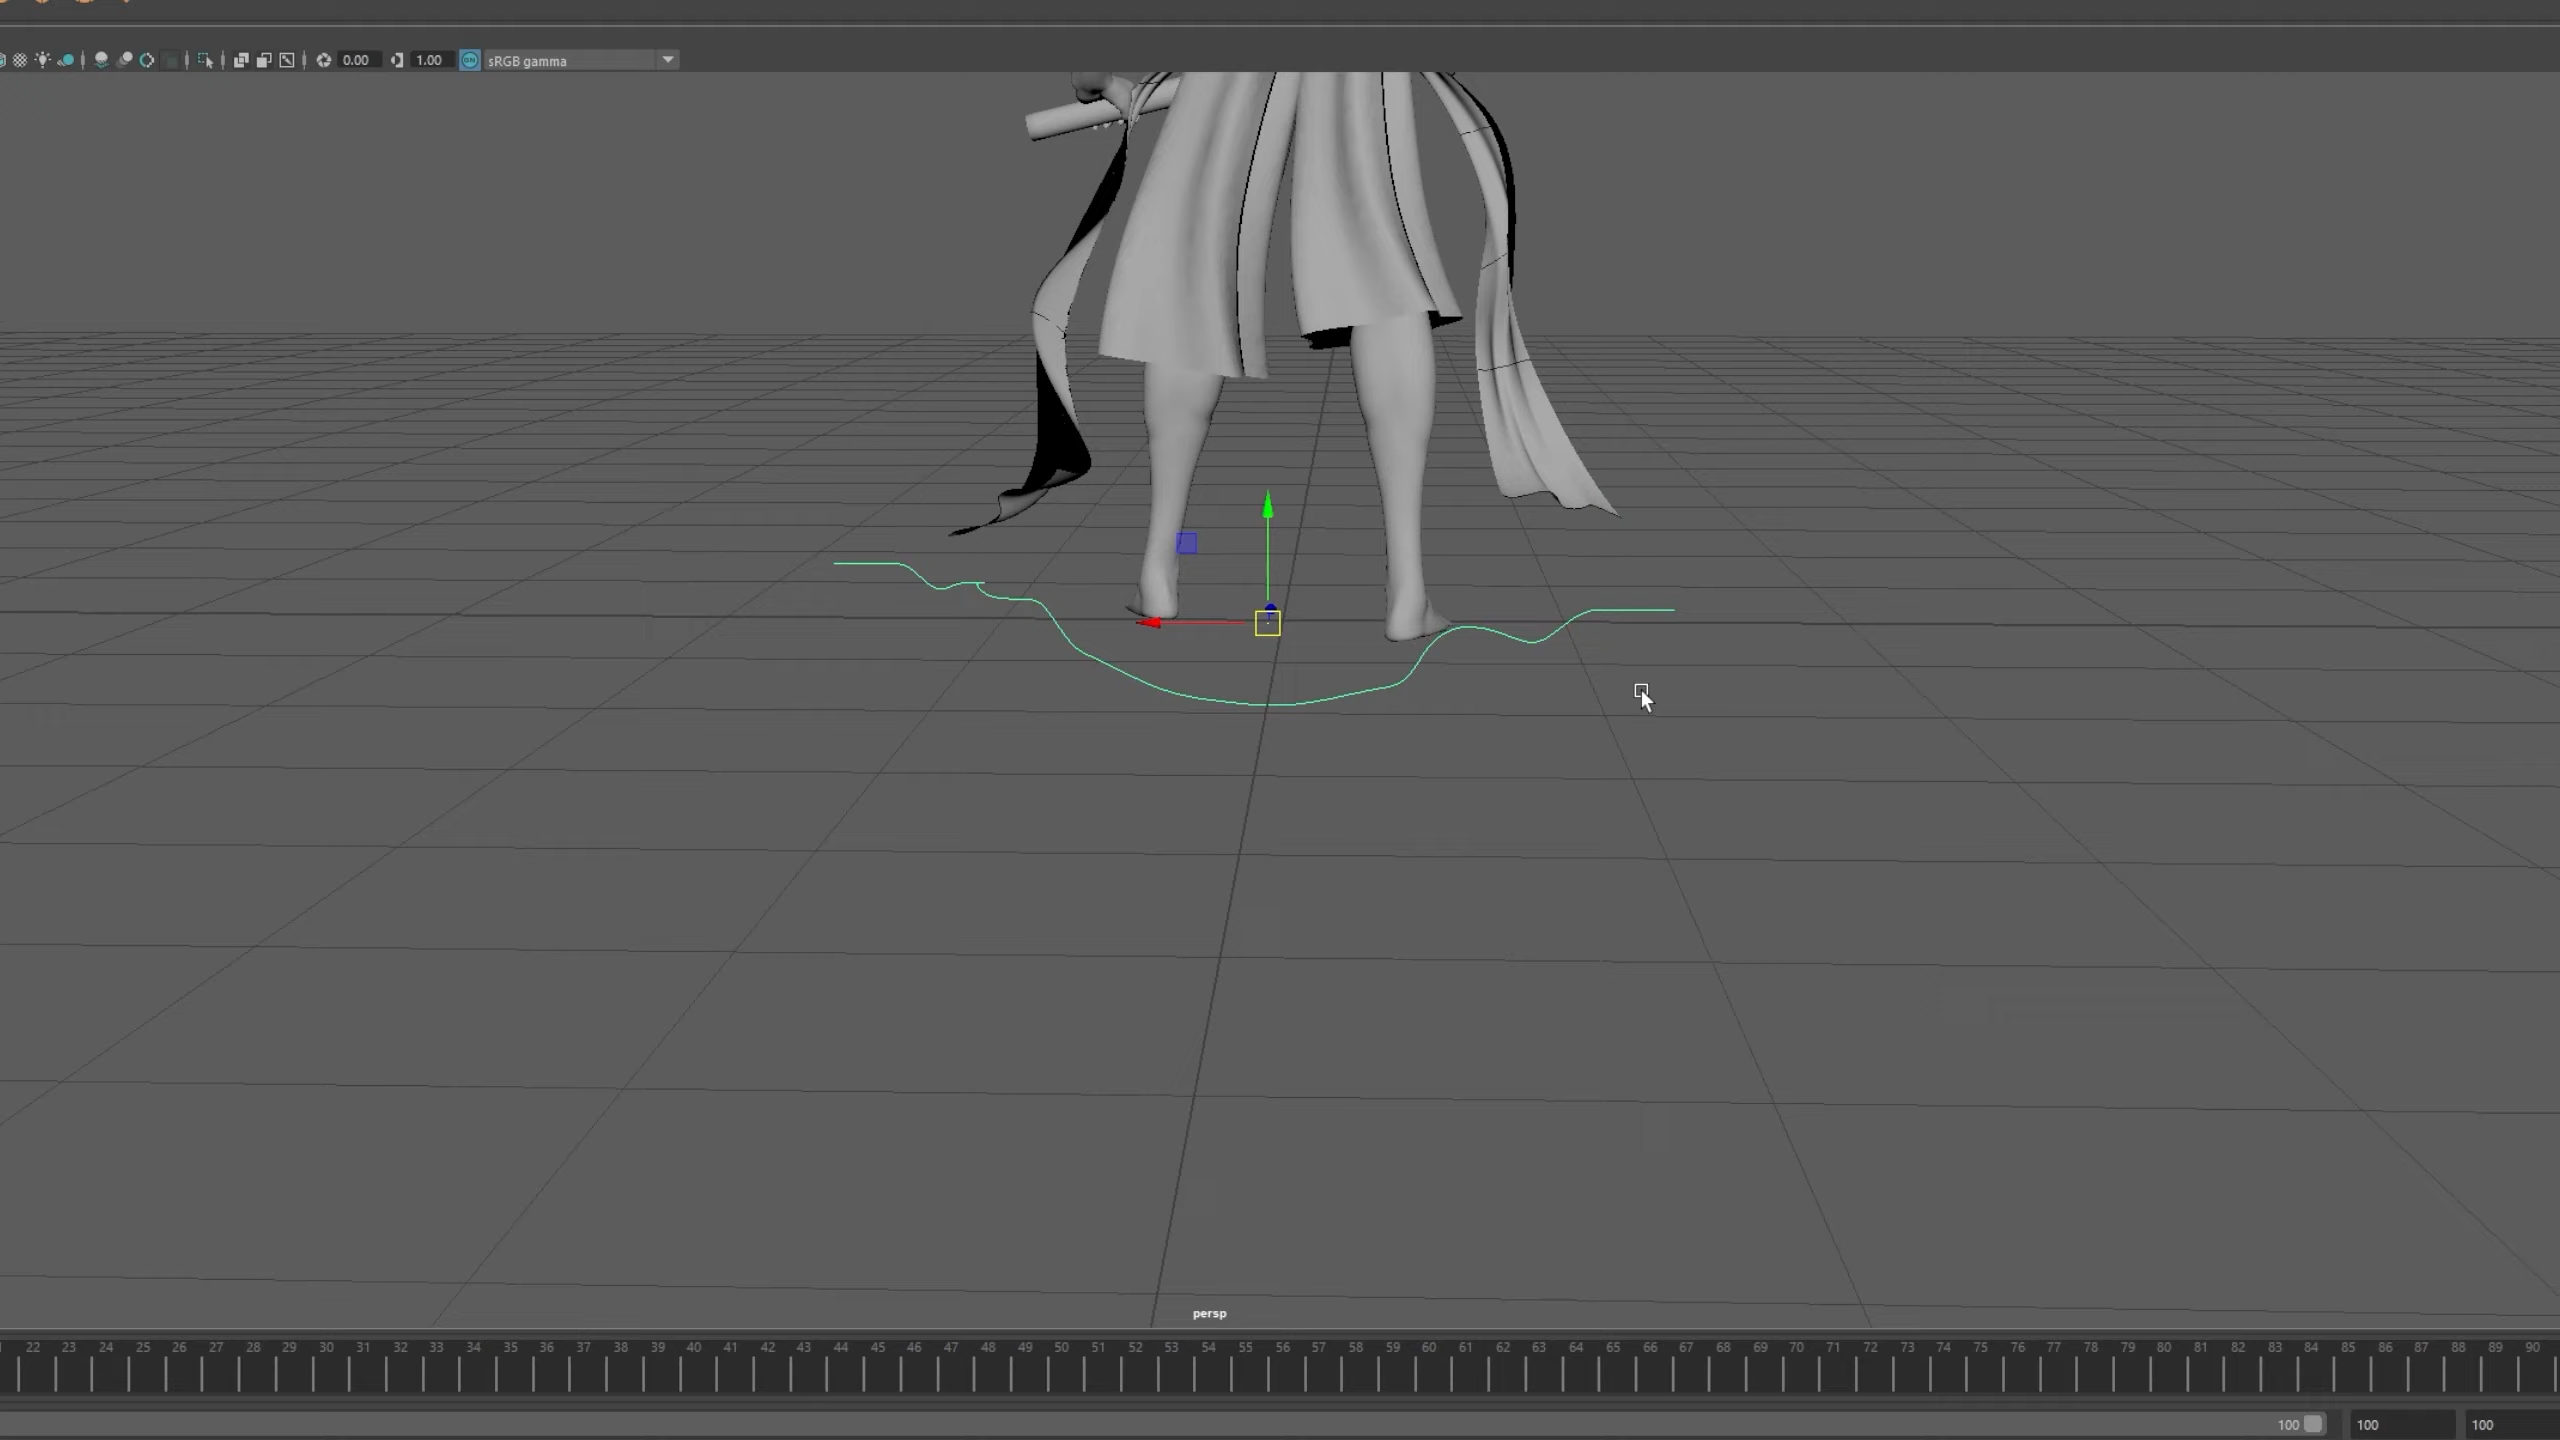 0.00 1.00 ON sRGB gamma
persp
22 23 24 25 26 27 28 29 30 31 32 33 34 35 36 37 38 39 40 41 42 43 44 45 46 47 48 49 50 51 52 53 54 55 56 57 58 59 60 61 62 63 64 65 66 67 68 69 70 71 72 73 74 75 76 77 78 79 80 81 82 83 84 85 86 87 88 89 90
100 100 100